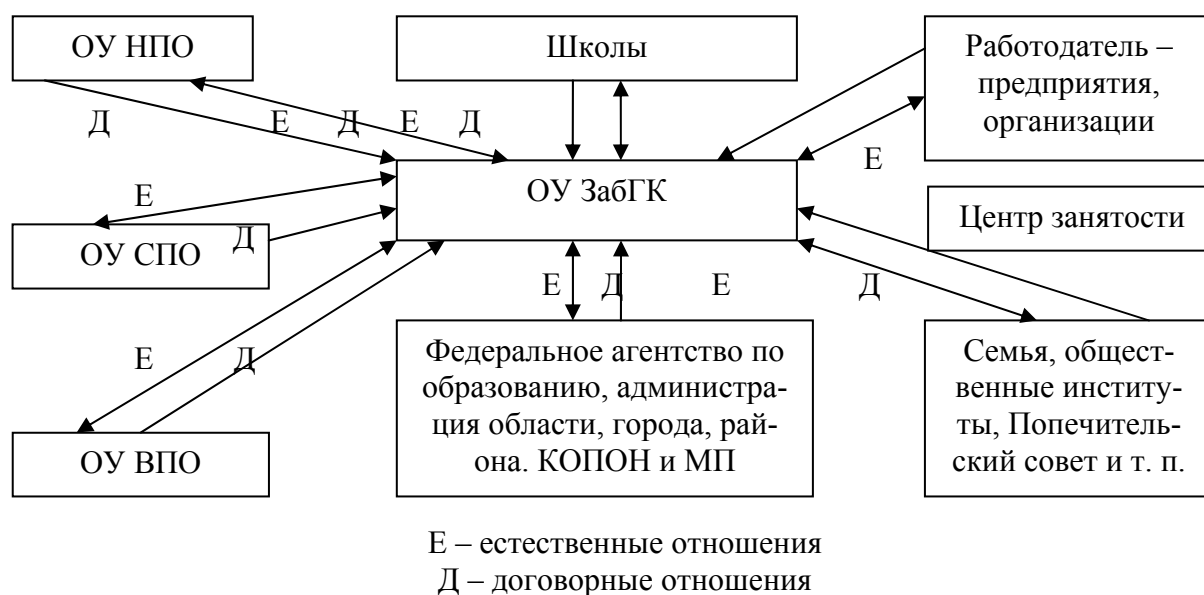 ОУ НПО
Школы
Работодатель –
предприятия,
организации
Д Е Д Е Д
Е
ОУ ЗабГК
Е
Центр занятости
Д
ОУ СПО
Е Д Е Д
Е Д
Федеральное агентство по
образованию, администра-
ция области, города, рай-
она. КОПОН и МП
Семья, общест-
венные институ-
ты, Попечитель-
ский совет и т. п.
ОУ ВПО
Е – естественные отношения
Д – договорные отношения